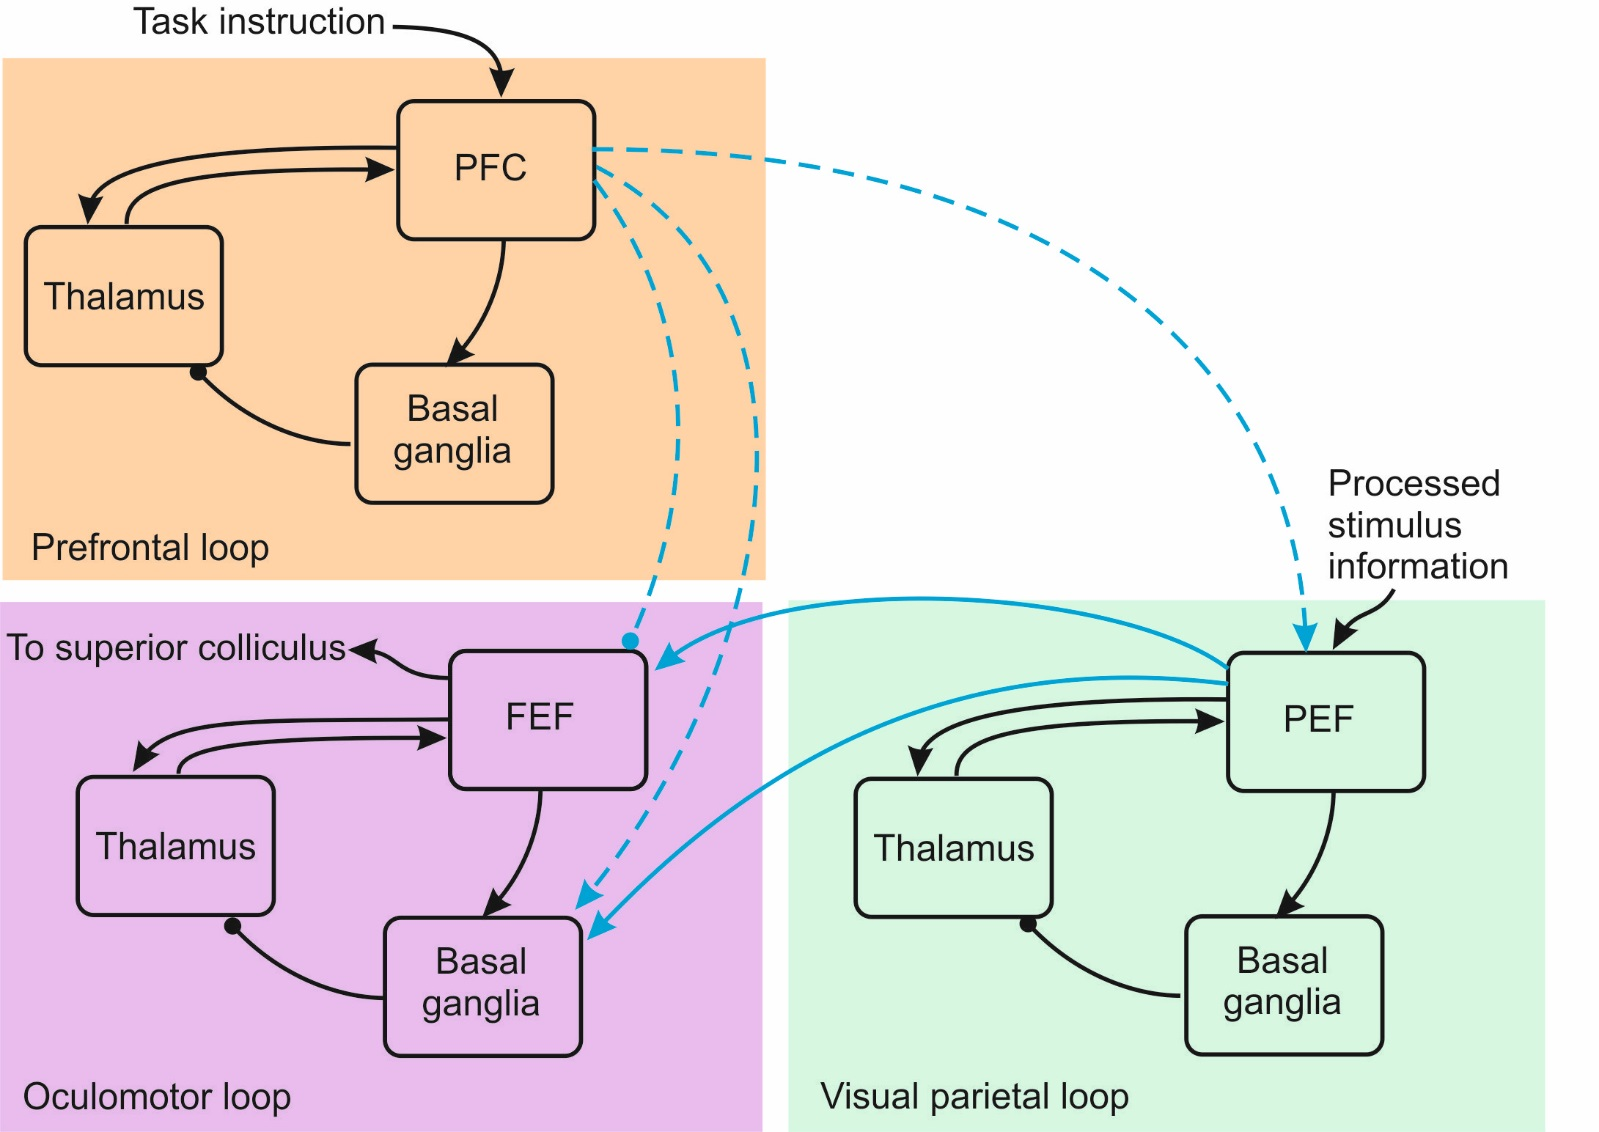 Task instruction
PFC
Thalamus
Basal
ganglia
Prefrontal loop
Processed
stimulus
information
To superior colliculus
FEF
Thalamus
Basal
ganglia
Oculomotor loop
PEF
Thalamus
Basal
ganglia
Visual parietal loop